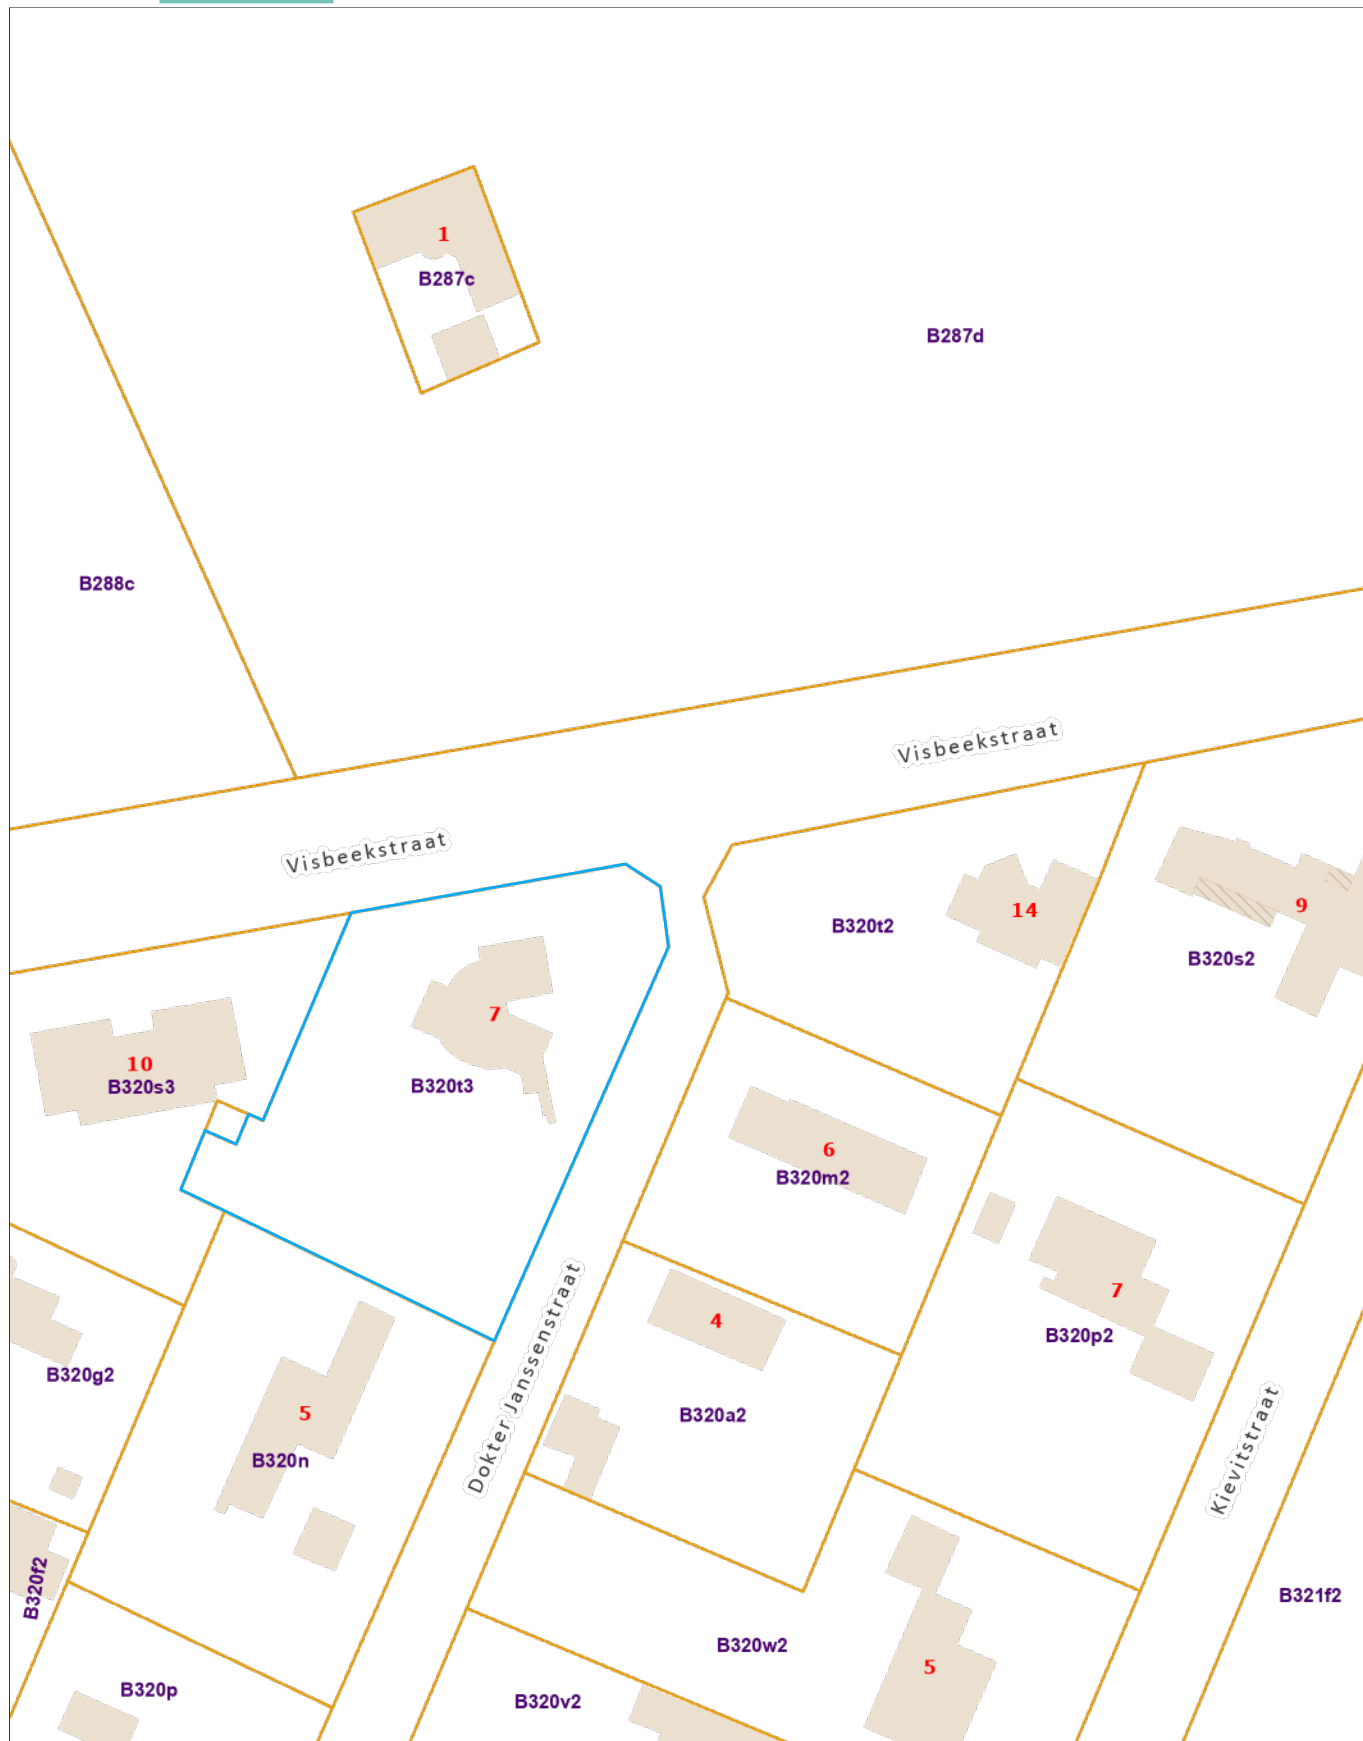 1
B287c
B287d
B288c
Visbeekstraat
Visbeekstraat
14
9
B320t2
B320s2
7
10
B320s3
B320t3
6
B320m2
7
4
B320p2
B320g2
Dokter Janssenstraat
5
B320a2
B320n
Kievitstraat
B320f2
B321f2
B320w2
5
B320p
B320v2